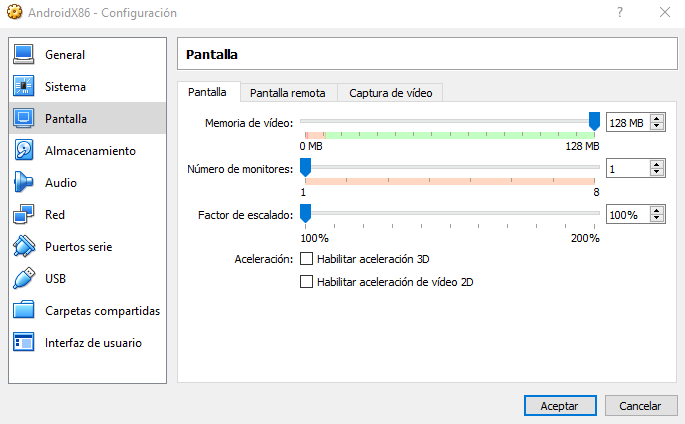 AndroidX86 - Configuración
?
General
Sistema
Pantalla
Almacenamiento
Audio
Red
Puertos serie
USB
Carpetas compartidas
Interfaz de usuario
Pantalla
Pantalla Pantalla remota Captura de vídeo
Memoria de vídeo: 128 MB
0 MB 128 MB
Número de monitores: 1
1 8
Factor de escalado: 100%
100% 200%
Aceleración: Habilitar aceleración 3D
Habilitar aceleración de vídeo 2D
Aceptar Cancelar